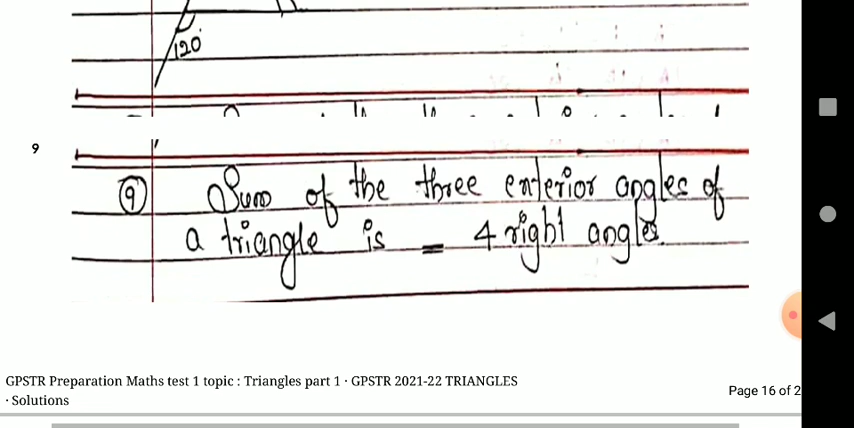 120°
9
⑨ Sum of the three exterior angles of
a triangle is = 4 right angles.
GPSTR Preparation Maths test 1 topic : Triangles part 1 · GPSTR 2021-22 TRIANGLES
· Solutions
Page 16 of 2